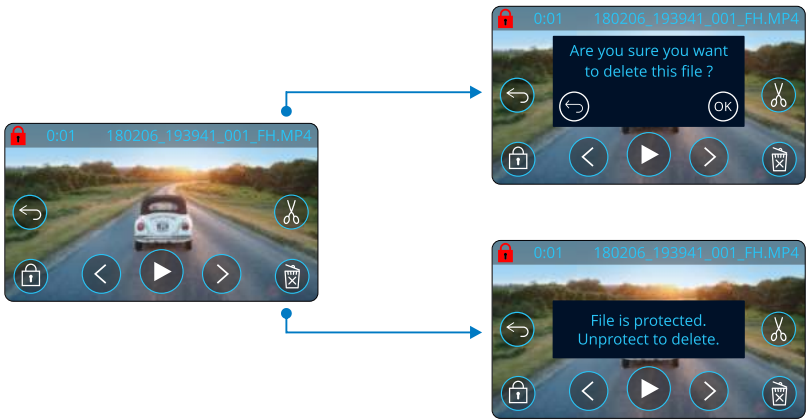 0:01 180206_193941_001_FH.MP4
0:01 180206_193941_001_FH.MP4
Are you sure you want
to delete this file ?
OK
0:01 180206_193941_001_FH.MP4
File is protected.
Unprotect to delete.